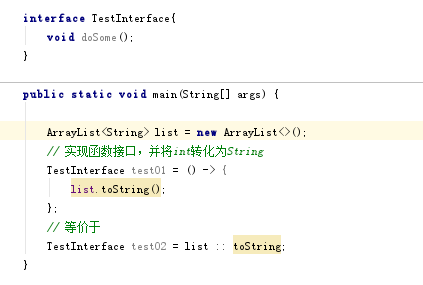 interface TestInterface{
void doSome();
}
public static void main(String[] args) {
ArrayList<String> list = new ArrayList<>();
// 实现函数接口，并将int转化为String
TestInterface test01 = () -> {
list.toString();
};
// 等价于
TestInterface test02 = list :: toString;
}